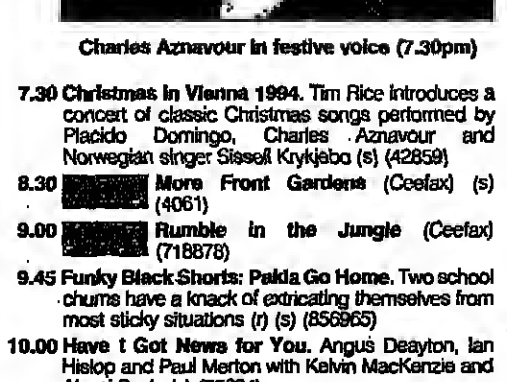 Charles Aznavour in festive voice (7.30pm)
7.30 Christmas in Vienna 1994. Tim Rice introduces a
concert of classic Christmas songs performed by
Placido Domingo, Charles Aznavour and
Norwegian singer Sissell Krykjebo (s) (42859)
8.30 More Front Gardens (Ceefax) (s)
(4061)
9.00 Rumble in the Jungle (Ceefax)
(718878)
9.45 Funky Black Shorts: Pakis Go Home. Two school
chums have a knack of extricating themselves from
most sticky situations (r) (s) (856965)
10.00 Have I Got News for You. Angus Deayton, Ian
Hislop and Paul Merton with Kelvin MacKenzie and